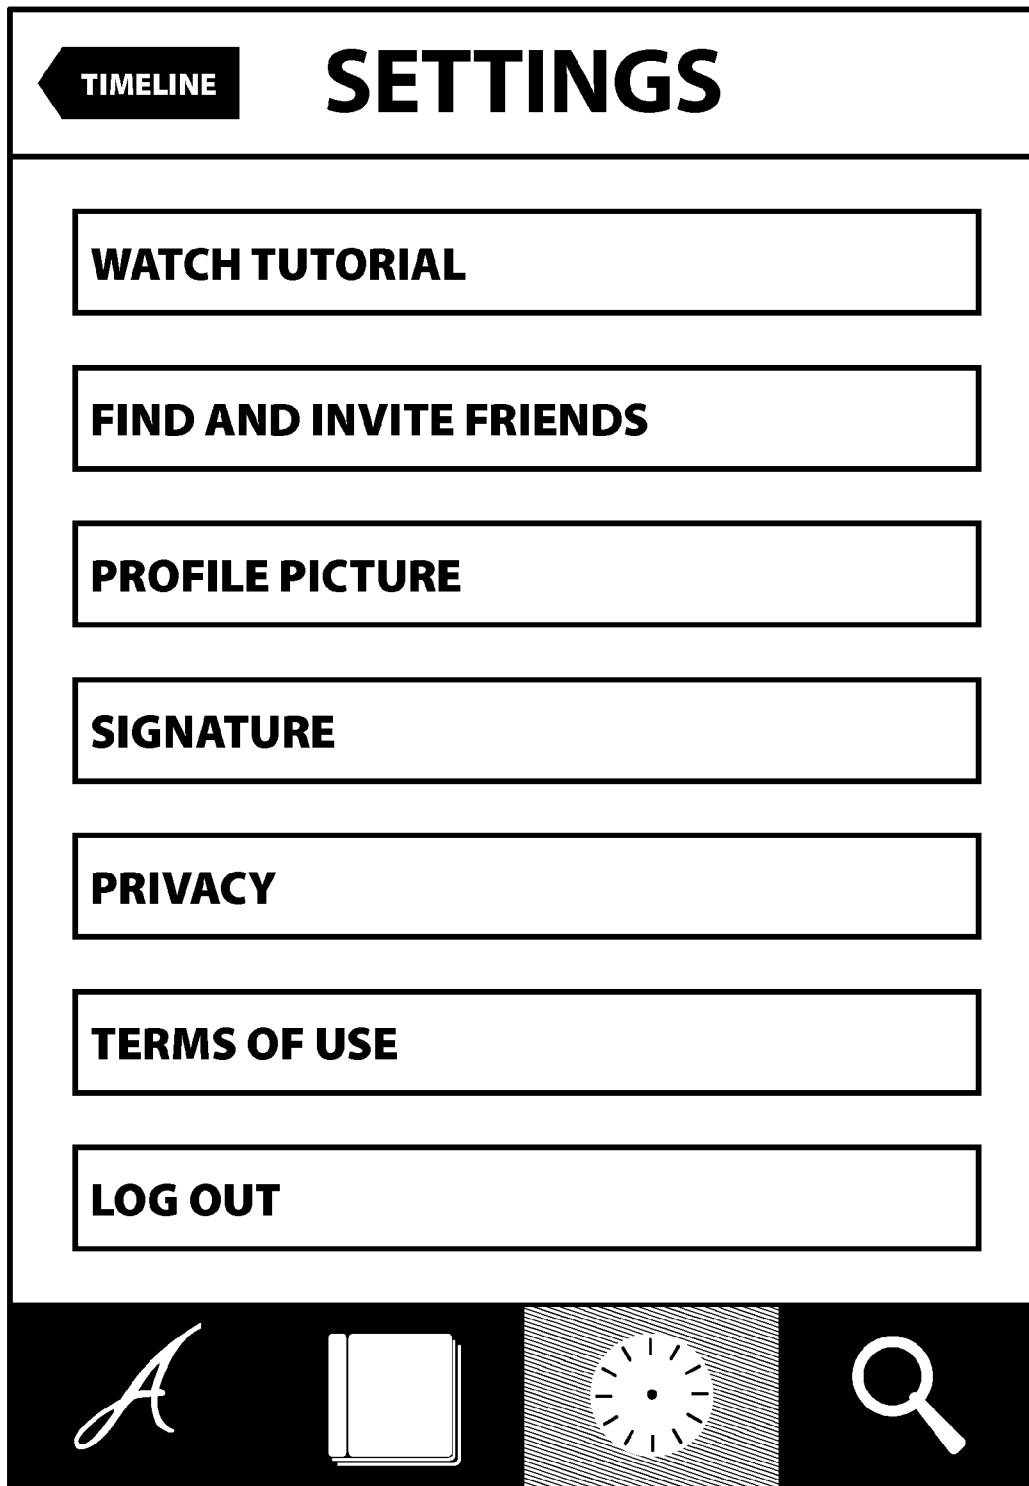 TIMELINE
SETTINGS
WATCH TUTORIAL
FIND AND INVITE FRIENDS
PROFILE PICTURE
SIGNATURE
PRIVACY
TERMS OF USE
LOG OUT
A